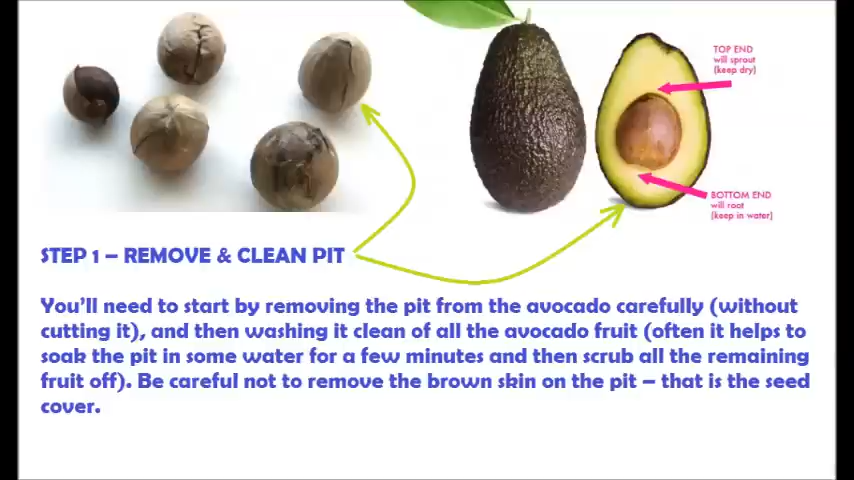 TOP END
will sprout
(keep dry)
BOTTOM END
will root
(keep in water)
STEP 1 – REMOVE & CLEAN PIT
You'll need to start by removing the pit from the avocado carefully (without
cutting it), and then washing it clean of all the avocado fruit (often it helps to
soak the pit in some water for a few minutes and then scrub all the remaining
fruit off). Be careful not to remove the brown skin on the pit – that is the seed
cover.